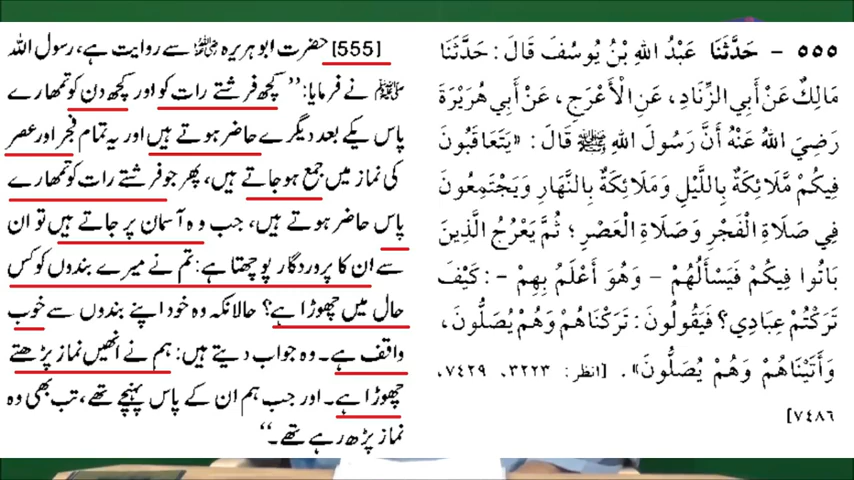 ٥٥٥ - حَدَّثَنَا عَبْدُ اللهِ بْنُ يُوسُفَ قَالَ: حَدَّثَنَا
مَالِكٌ عَنْ أَبِي الزِّنَادِ، عَنِ الْأَعْرَجِ، عَنْ أَبِي هُرَيْرَةَ
رَضِيَ اللهُ عَنْهُ أَنَّ رَسُولَ اللهِ ﷺ قَالَ: «يَتَعَاقَبُونَ
فِيكُمْ مَلَائِكَةٌ بِاللَّيْلِ وَمَلَائِكَةٌ بِالنَّهَارِ وَيَجْتَمِعُونَ
فِي صَلَاةِ الْفَجْرِ وَصَلَاةِ الْعَصْرِ؛ ثُمَّ يَعْرُجُ الَّذِينَ
بَاتُوا فِيكُمْ فَيَسْأَلُهُمْ - وَهُوَ أَعْلَمُ بِهِمْ -: كَيْفَ
تَرَكْتُمْ عِبَادِي؟ فَيَقُولُونَ: تَرَكْنَاهُمْ وَهُمْ يُصَلُّونَ،
وَأَتَيْنَاهُمْ وَهُمْ يُصَلُّونَ». [انظر: ٣٢٢٣، ٧٤٢٩،
٧٤٨٦]
[555] حضرت ابو ہریرہ ؓ سے روایت ہے، رسول اللہ
ﷺ نے فرمایا: ’’کچھ فرشتے رات کو اور کچھ دن کو تمھارے
پاس یکے بعد دیگرے حاضر ہوتے ہیں اور یہ تمام فجر اور عصر
کی نماز میں جمع ہو جاتے ہیں، پھر جو فرشتے رات کو تمھارے
پاس حاضر ہوتے ہیں، جب وہ آسمان پر جاتے ہیں تو ان
سے ان کا پروردگار پوچھتا ہے: تم نے میرے بندوں کو کس
حال میں چھوڑا ہے؟ حالانکہ وہ خود اپنے بندوں سے خوب
واقف ہے۔ وہ جواب دیتے ہیں: ہم نے انھیں نماز پڑھتے
چھوڑا ہے۔ اور جب ہم ان کے پاس پہنچے تھے، تب بھی وہ
نماز پڑھ رہے تھے۔‘‘